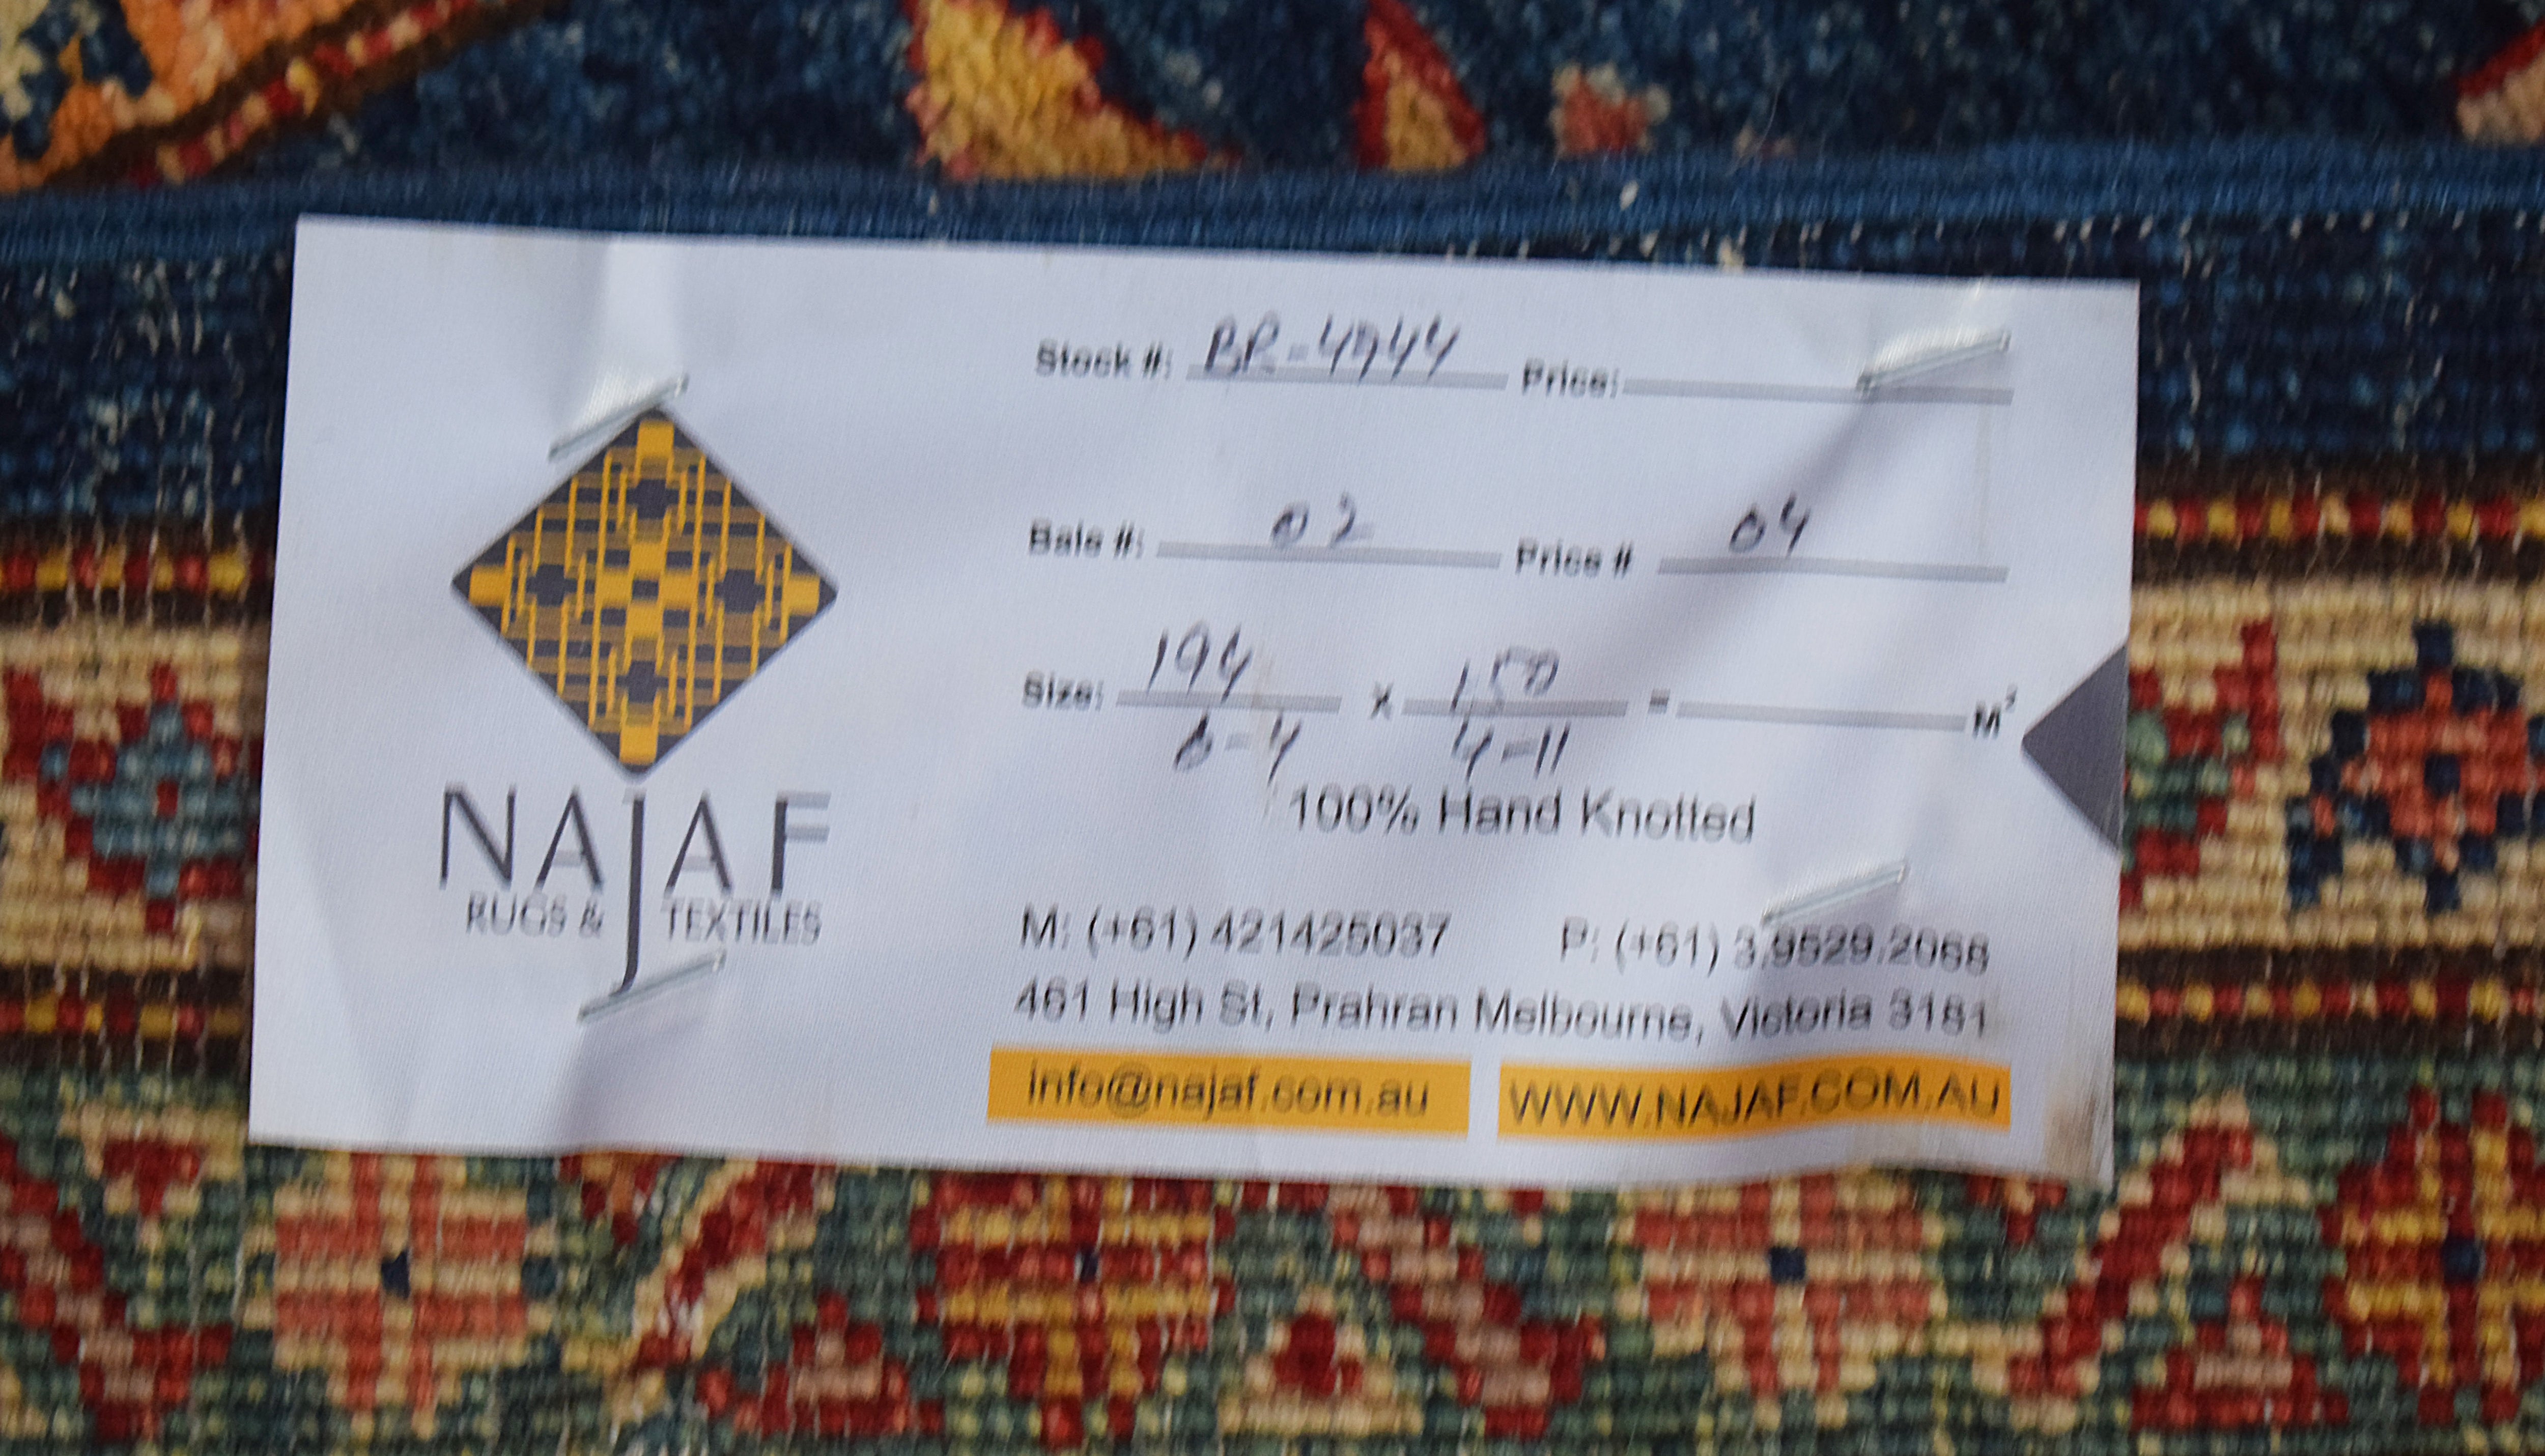 NAJAF
RUGS & TEXTILES
Stock #: BR-4944 Price:
Bale #: 02 Price # 04
Size: 194 x 150 = M²
6-4 4-11
100% Hand Knotted
M: (+61) 421425037 P: (+61) 3.9529.2068
461 High St, Prahran Melbourne, Victoria 3181
info@najaf.com.au WWW.NAJAF.COM.AU